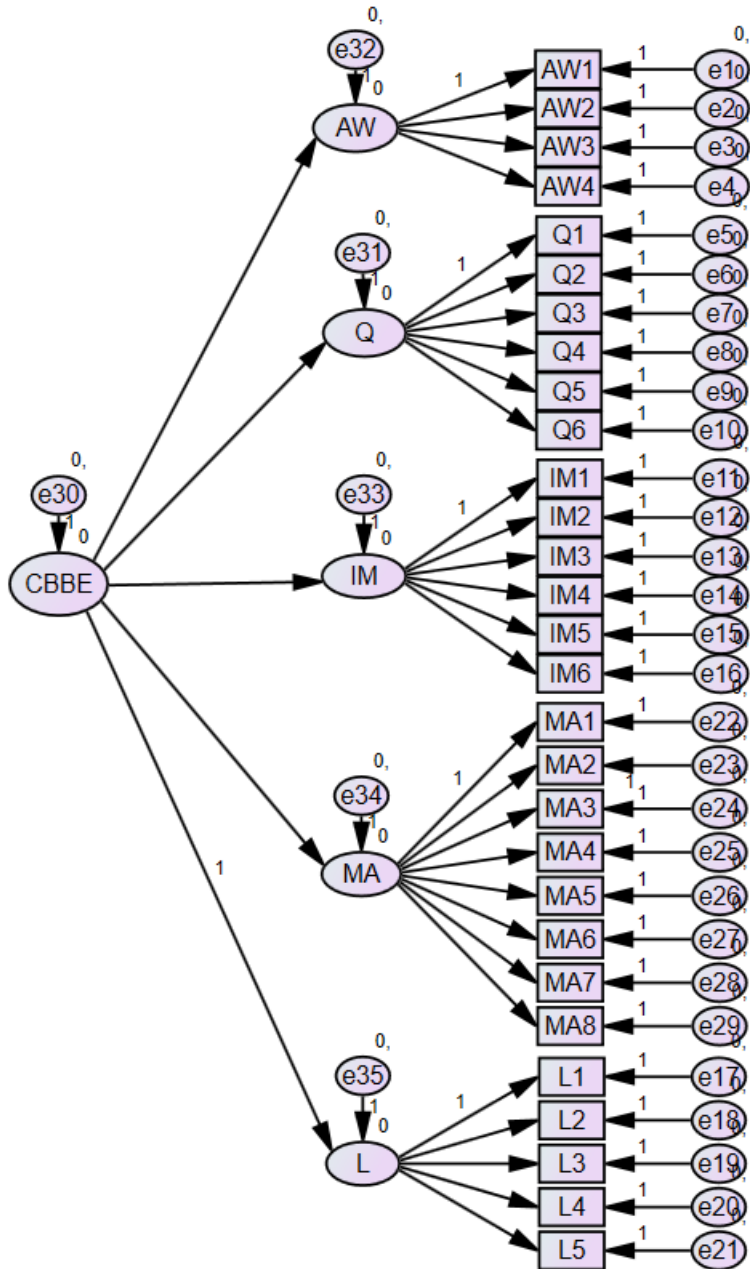 0,
0,
e32
AW1
1
e1
0,
1
1
0
AW2
1
e2
0,
AW
AW3
1
e3
0,
AW4
1
e4
0,
0,
Q1
1
e5
0,
e31
Q2
1
e6
0,
1
1
0
Q3
1
e7
0,
Q
Q4
1
e8
0,
Q5
1
e9
0,
Q6
1
e10
0,
0,
0,
IM1
1
e11
0,
e30
e33
IM2
1
e12
0,
1
0
1
1
0
IM3
1
e13
0,
CBBE
IM
IM4
1
e14
0,
IM5
1
e15
0,
IM6
1
e16
0,
MA1
1
e22
0,
0,
MA2
1
e23
0,
e34
1
MA3
1
e24
0,
1
0
MA4
1
e25
0,
1
MA
MA5
1
e26
0,
MA6
1
e27
0,
MA7
1
e28
0,
MA8
1
e29
0,
0,
e35
L1
1
e17
0,
1
1
0
L2
1
e18
0,
L
L3
1
e19
0,
L4
1
e20
0,
L5
1
e21